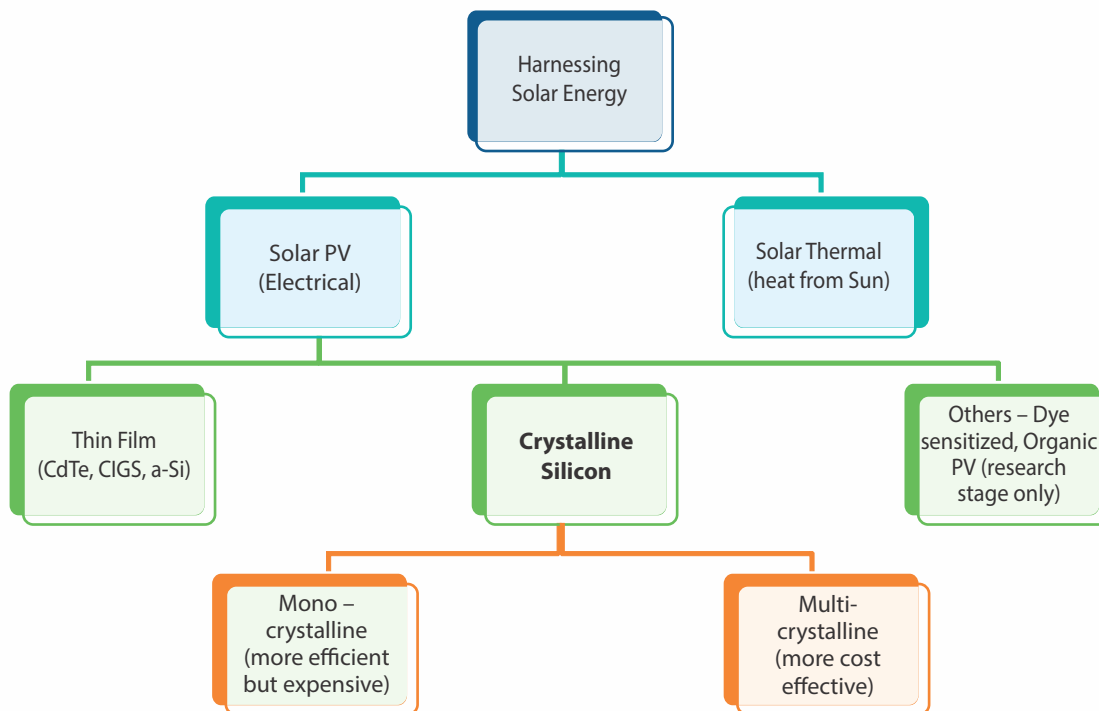 Harnessing
Solar Energy
Solar PV
(Electrical)
Solar Thermal
(heat from Sun)
Thin Film
(CdTe, CIGS, a-Si)
Crystalline
Silicon
Others – Dye
sensitized, Organic
PV (research
stage only)
Mono –
crystalline
(more efficient
but expensive)
Multi-
crystalline
(more cost
effective)